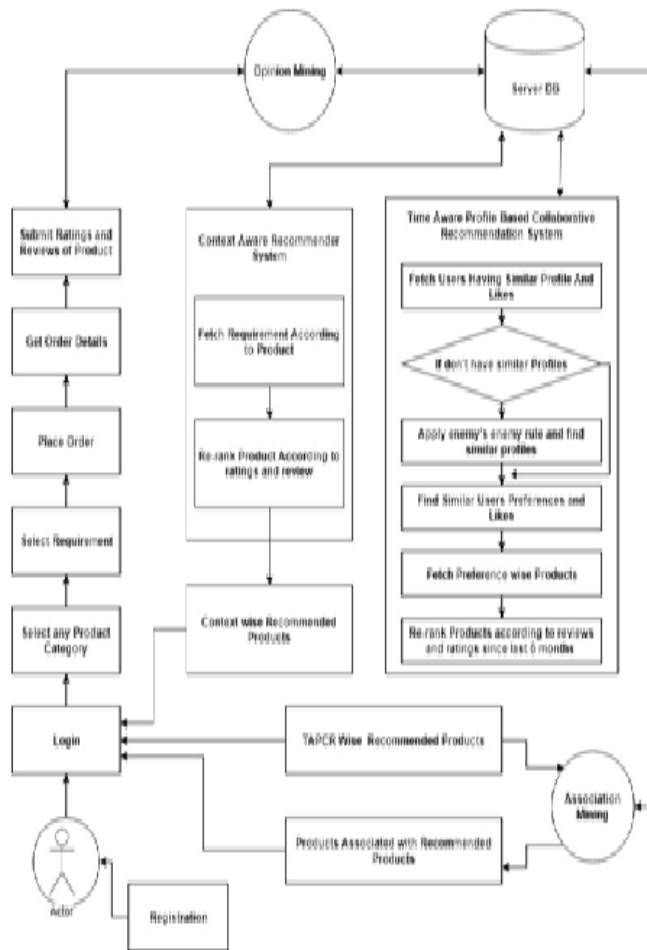 Opinion Mining
Server DB
Submit Ratings and
Reviews of Product
Get Order Details
Place Order
Select Requirement
Select any Product
Category
Login
Actor
Registration
Context Aware Recommender
System
Fetch Requirement According
to Product
Re-rank Product According to
ratings and review
Context wise Recommended
Products
Time Aware Profile Based Collaborative
Recommendation System
Fetch Users Having Similar Profile And
Likes
If don't have similar Profiles
Apply enemy's enemy rule and find
similar profiles
Find Similar Users Preferences and
Likes
Fetch Preference wise Products
Re-rank Products according to reviews
and ratings since last 6 months
TAPCR Wise Recommended Products
Association
Mining
Products Associated with Recommended
Products